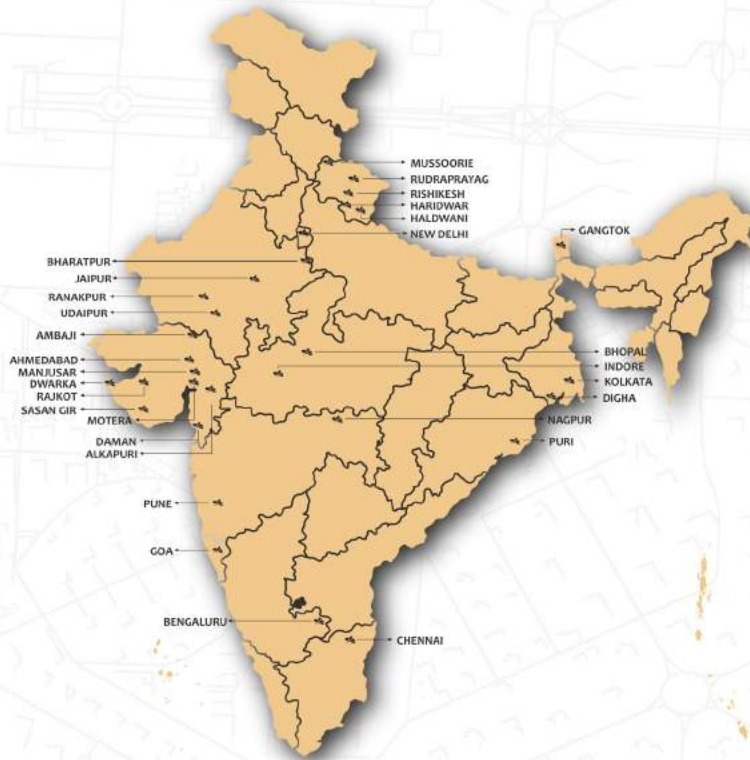 MUSSOORIE
RUDRAPRAYAG
RISHIKESH
HARIDWAR
HALDWANI
NEW DELHI
GANGTOK
BHARATPUR
JAIPUR
RANAKPUR
UDAIPUR
AMBAJI
AHMEDABAD
MANJUSAR
DWARKA
RAJKOT
SASAN GIR
MOTERA
DAMAN
ALKAPURI
BHOPAL
INDORE
KOLKATA
DIGHA
NAGPUR
PURI
PUNE
GOA
BENGALURU
CHENNAI